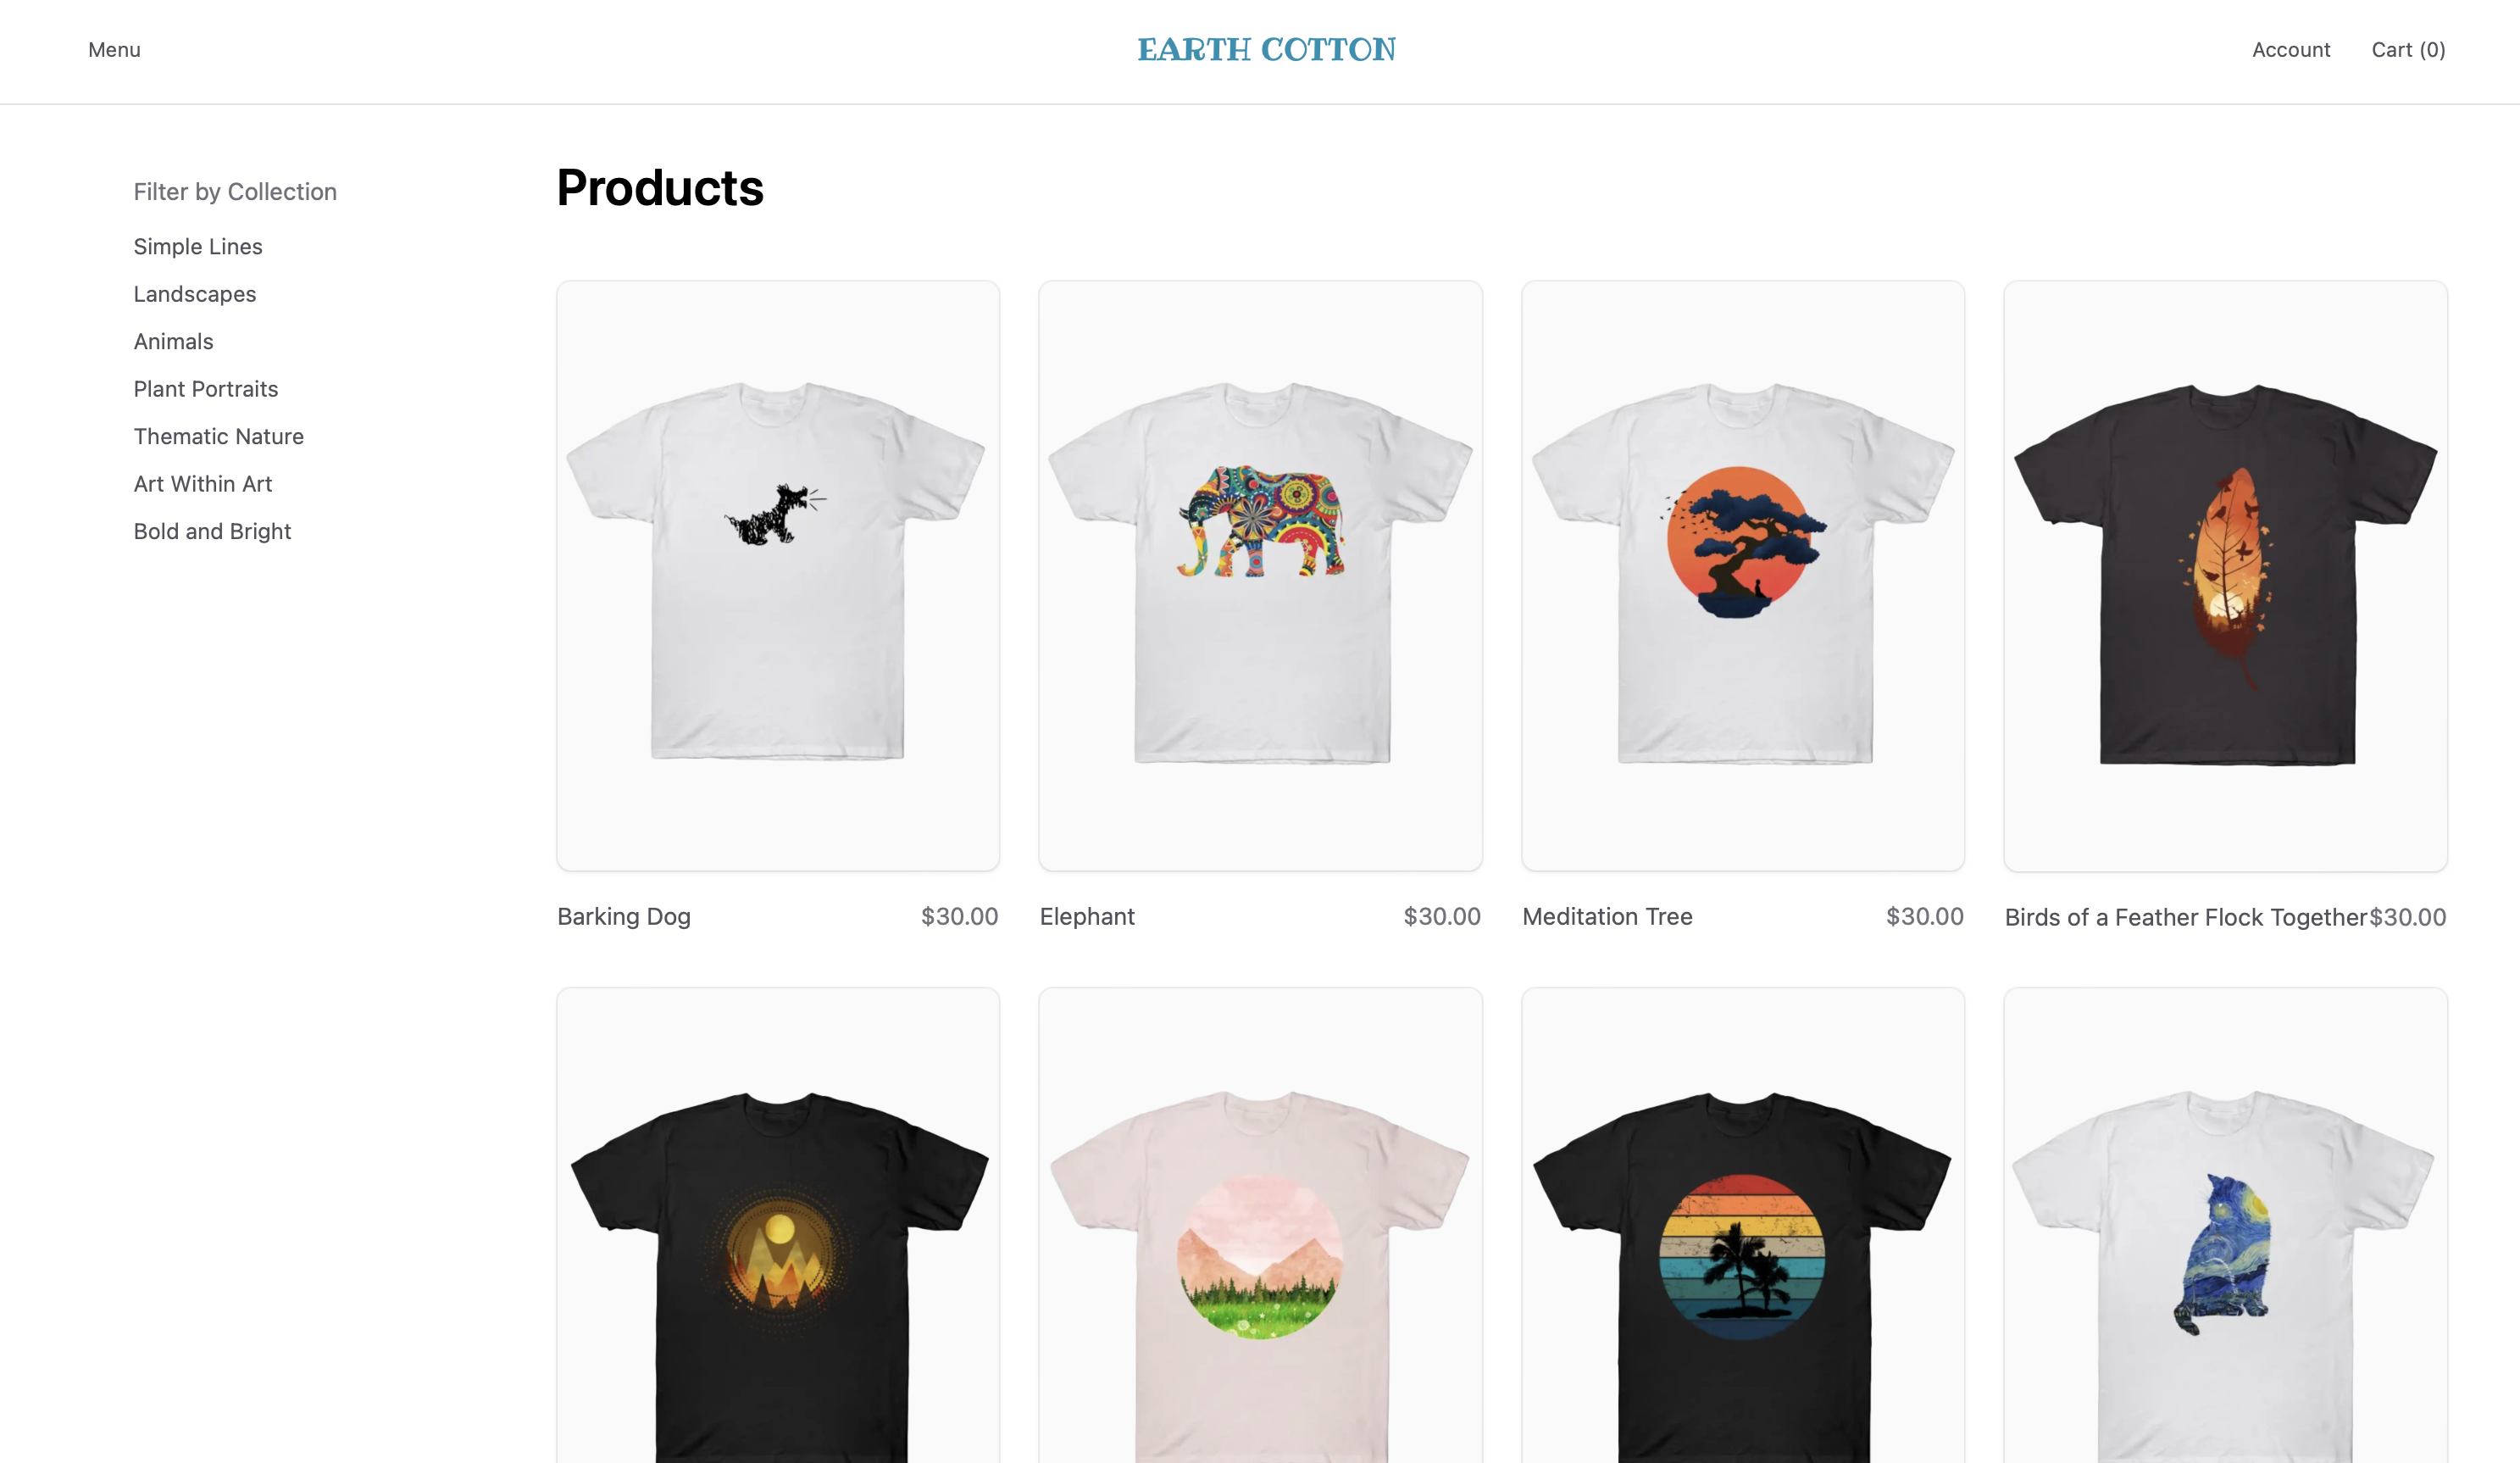 Menu
EARTH COTTON
Account
Cart (0)
Filter by Collection
Simple Lines
Landscapes
Animals
Plant Portraits
Thematic Nature
Art Within Art
Bold and Bright
Products
Barking Dog $30.00
Elephant $30.00
Meditation Tree $30.00
Birds of a Feather Flock Together $30.00